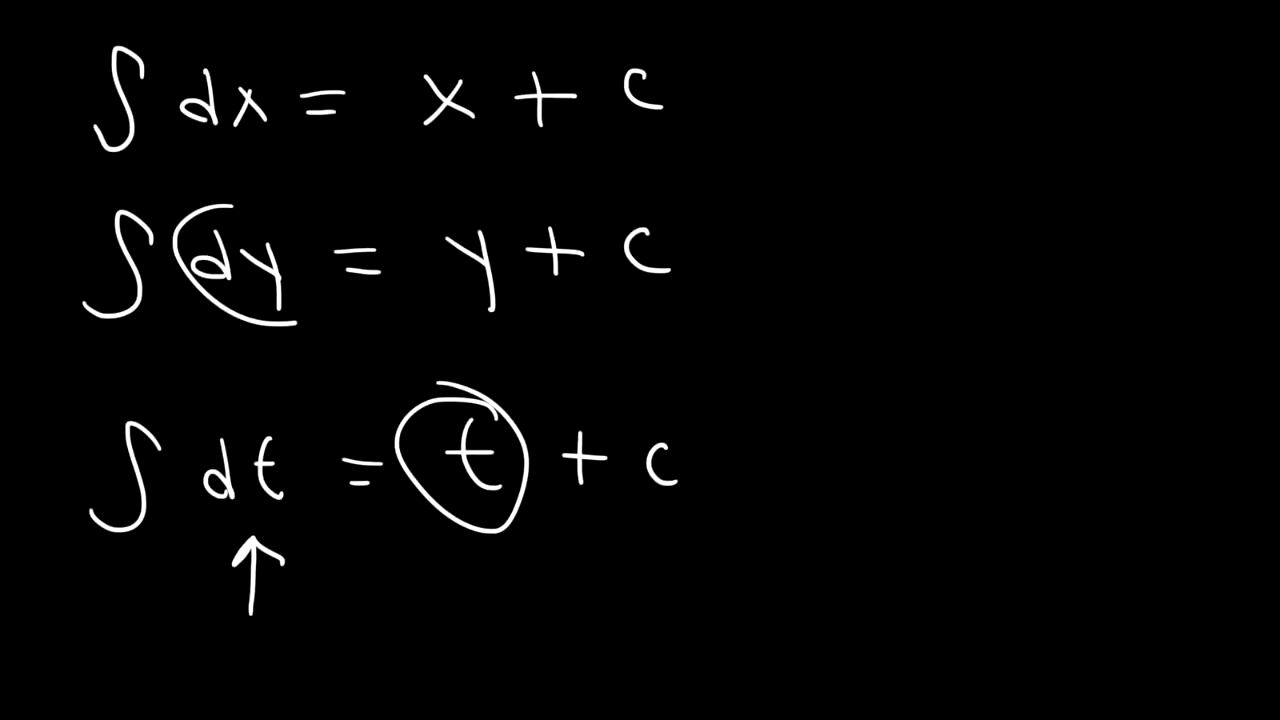 ∫ dx = x + c
∫ dy = y + c
∫ dt = t + c